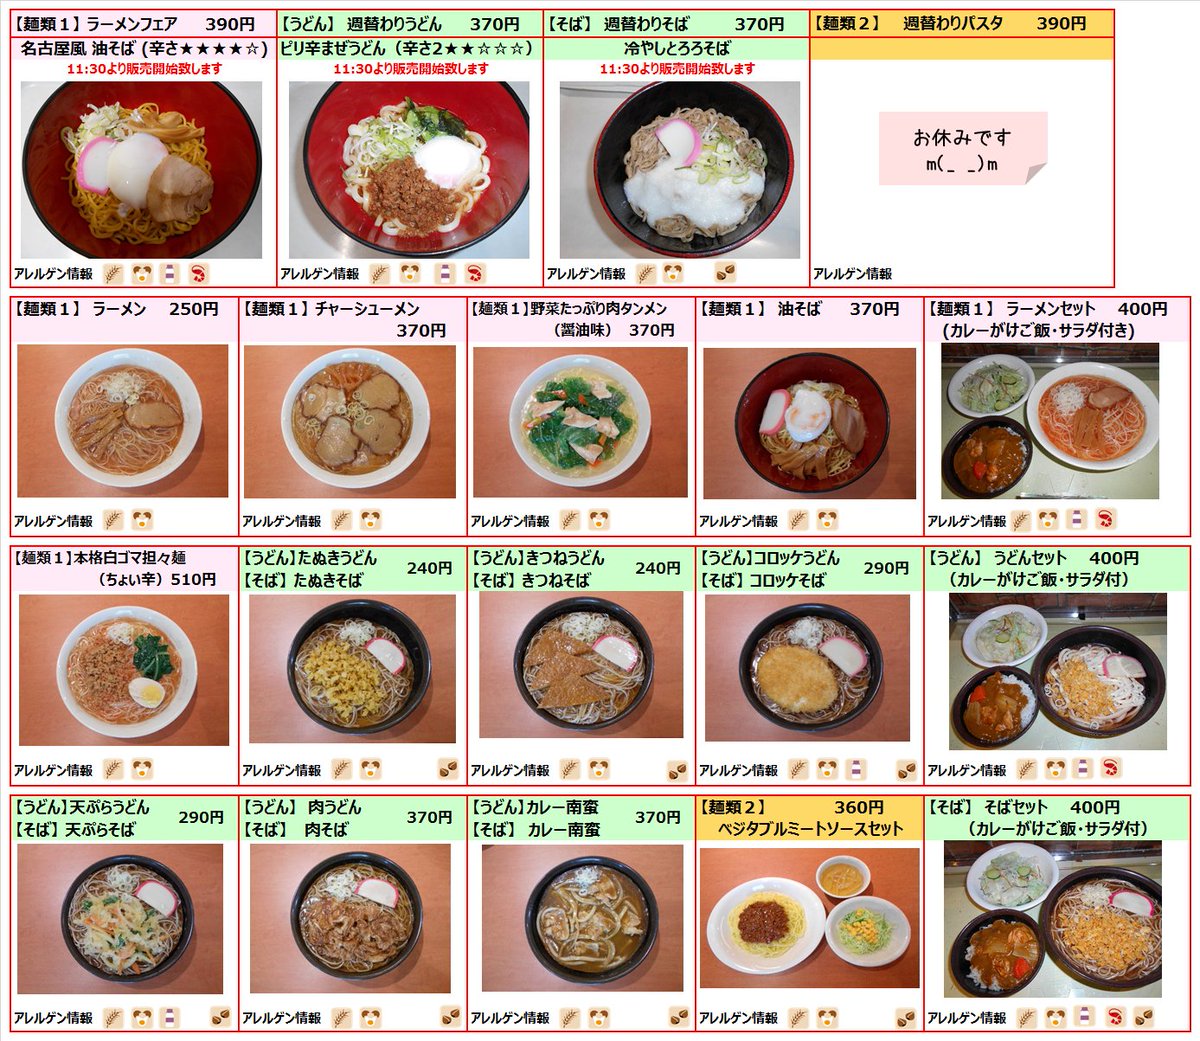 【麺類１】ラーメンフェア 390円
名古屋風 油そば (辛さ★★★★☆)
11:30より販売開始致します
アレルゲン情報
【うどん】 週替わりうどん 370円
ピリ辛まぜうどん（辛さ2★★☆☆☆）
11:30より販売開始致します
アレルゲン情報
【そば】 週替わりそば 370円
冷やしとろろそば
11:30より販売開始致します
アレルゲン情報
【麺類２】 週替わりパスタ 390円
お休みです
m(_ _)m
アレルゲン情報
【麺類１】 ラーメン 250円
アレルゲン情報
【麺類１】 チャーシューメン
370円
アレルゲン情報
【麺類１】野菜たっぷり肉タンメン
（醤油味） 370円
アレルゲン情報
【麺類１】 油そば 370円
アレルゲン情報
【麺類１】 ラーメンセット 400円
(カレーがけご飯・サラダ付き)
アレルゲン情報
【麺類１】本格白ゴマ担々麺
（ちょい辛）510円
アレルゲン情報
【うどん】たぬきうどん 240円
【そば】 たぬきそば
アレルゲン情報
【うどん】きつねうどん 240円
【そば】 きつねそば
アレルゲン情報
【うどん】コロッケうどん 290円
【そば】 コロッケそば
アレルゲン情報
【うどん】 うどんセット 400円
（カレーがけご飯・サラダ付）
アレルゲン情報
【うどん】天ぷらうどん 290円
【そば】 天ぷらそば
アレルゲン情報
【うどん】 肉うどん 370円
【そば】 肉そば
アレルゲン情報
【うどん】カレー南蛮 370円
【そば】 カレー南蛮
アレルゲン情報
【麺類２】 360円
ベジタブルミートソースセット
アレルゲン情報
【そば】 そばセット 400円
（カレーがけご飯・サラダ付）
アレルゲン情報